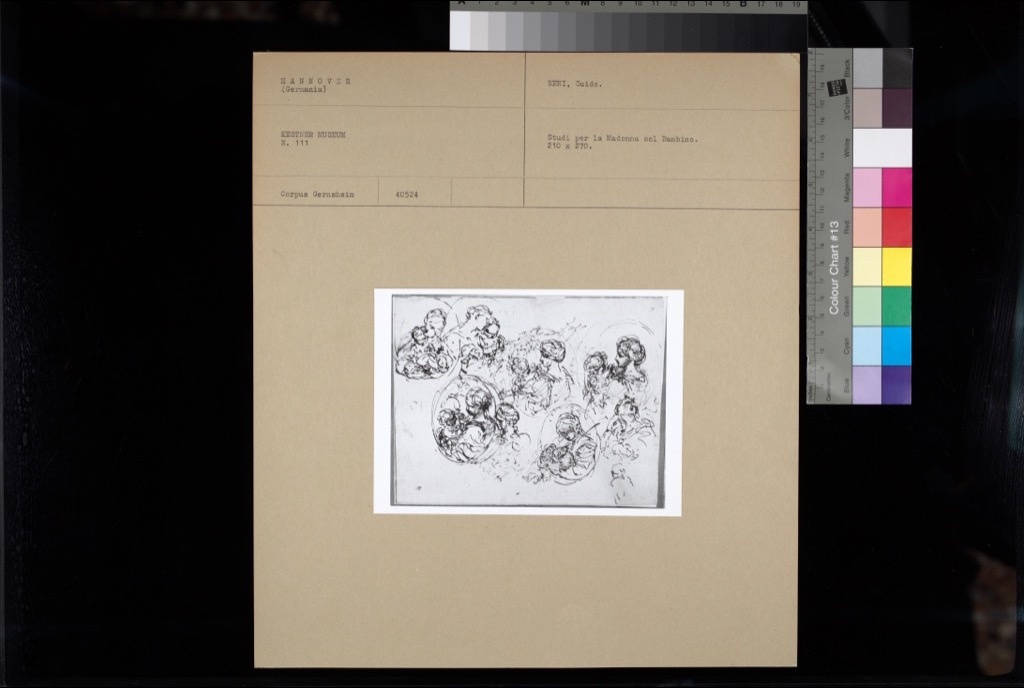 HANNOVER
(Germania)
RENI, Guido.
KESTNER MUSEUM
N. 111
Studi per la Madonna col Bambino.
210 x 270.
Corpus Gernsheim
40524
Colour Chart #13
Blue
Cyan
Green
Yellow
Red
Magenta
White
3/Color
Black
A 1 2 3 4 5 6 M 8 9 10 11 12 13 14 15 B 17 18 19